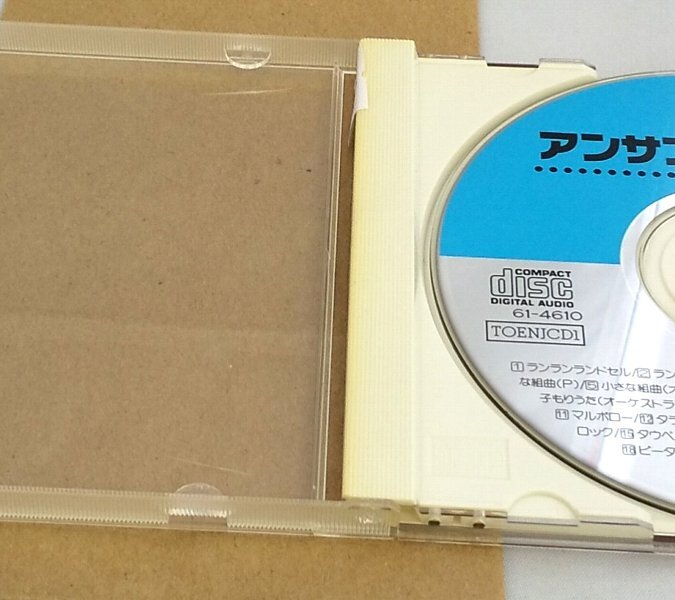 アンサ
COMPACT
disc
DIGITAL AUDIO
61-4610
TOENJCD1
1 ランランランドセル/2 ラン
な組曲(P)/5 小さな組曲(オ
子もりうた(オーケストラ
11 マルボロー/12 タラ
ロック/15 タウベ
18 ピータ